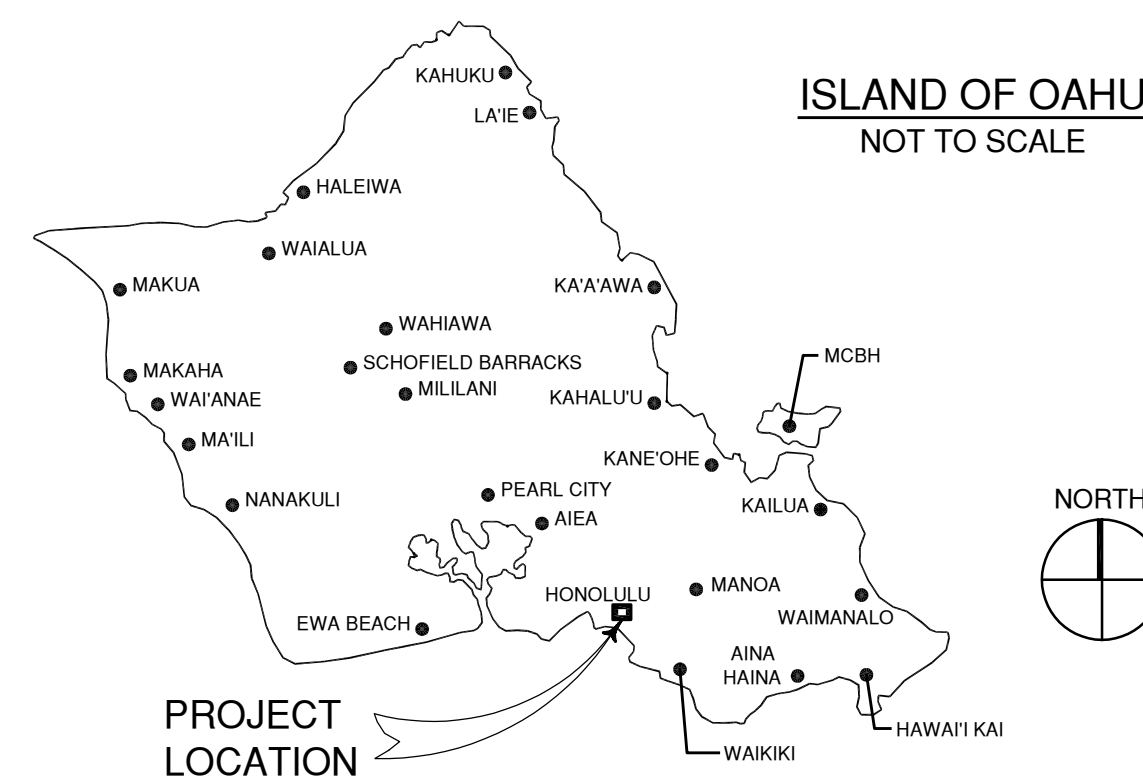 KAHUKU
ISLAND OF OAHU
LA'IE
NOT TO SCALE
HALEIWA
WAIALUA
MAKUA
KA'A'AWA
WAHIAWA
MCBH
SCHOFIELD BARRACKS
MAKAHA
MILILANI
WAI'ANAE
KAHALU'U
MA'ILI
KANE'OHE
PEARL CITY
NANAKULI
KAILUA
NORTH
AIEA
MANOA
HONOLULU
WAIMANALO
EWA BEACH
AINA
HAINA
PROJECT
LOCATION
HAWAI'I KAI
WAIKIKI